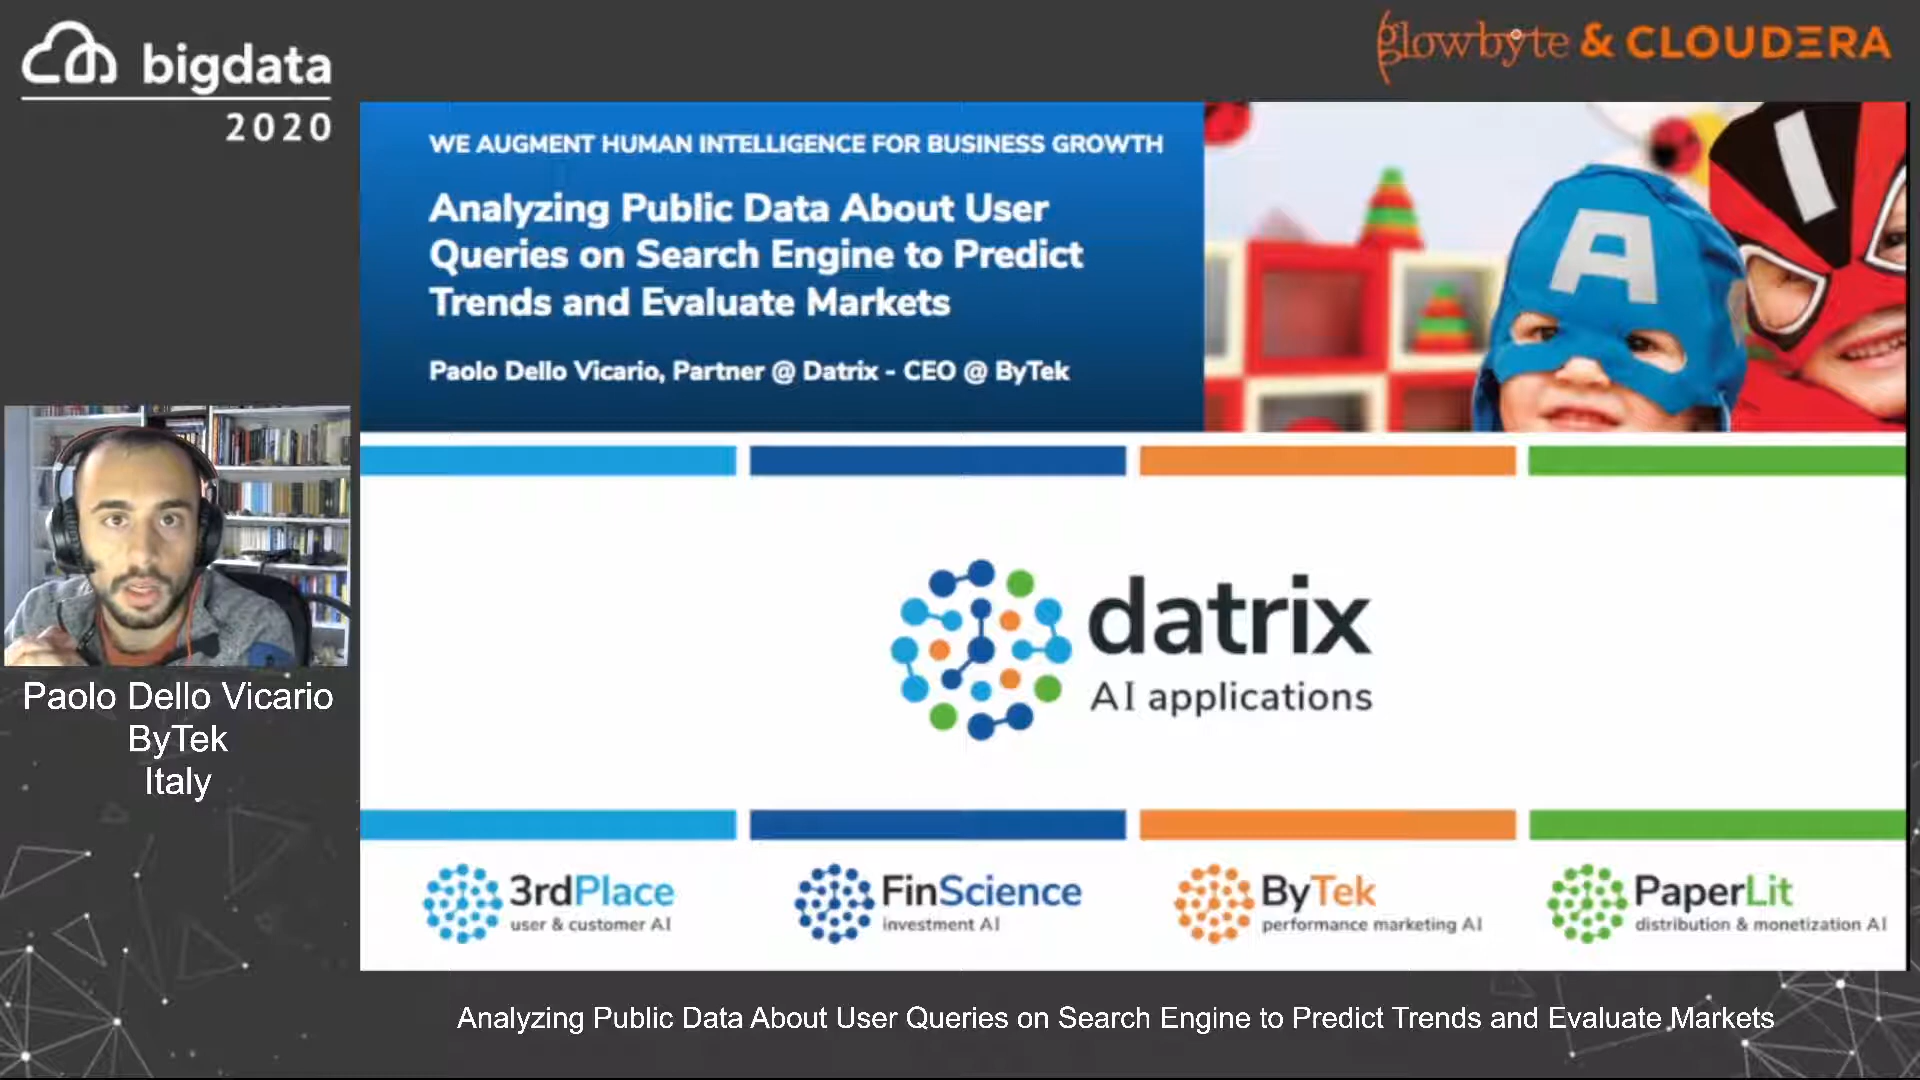 bigdata
2020
glowbyte & CLOUDERA
WE AUGMENT HUMAN INTELLIGENCE FOR BUSINESS GROWTH
Analyzing Public Data About User
Queries on Search Engine to Predict
Trends and Evaluate Markets
Paolo Dello Vicario, Partner @ Datrix - CEO @ ByTek
A
datrix
AI applications
Paolo Dello Vicario
ByTek
Italy
3rdPlace
user & customer AI
FinScience
investment AI
ByTek
performance marketing AI
PaperLit
distribution & monetization AI
Analyzing Public Data About User Queries on Search Engine to Predict Trends and Evaluate Markets